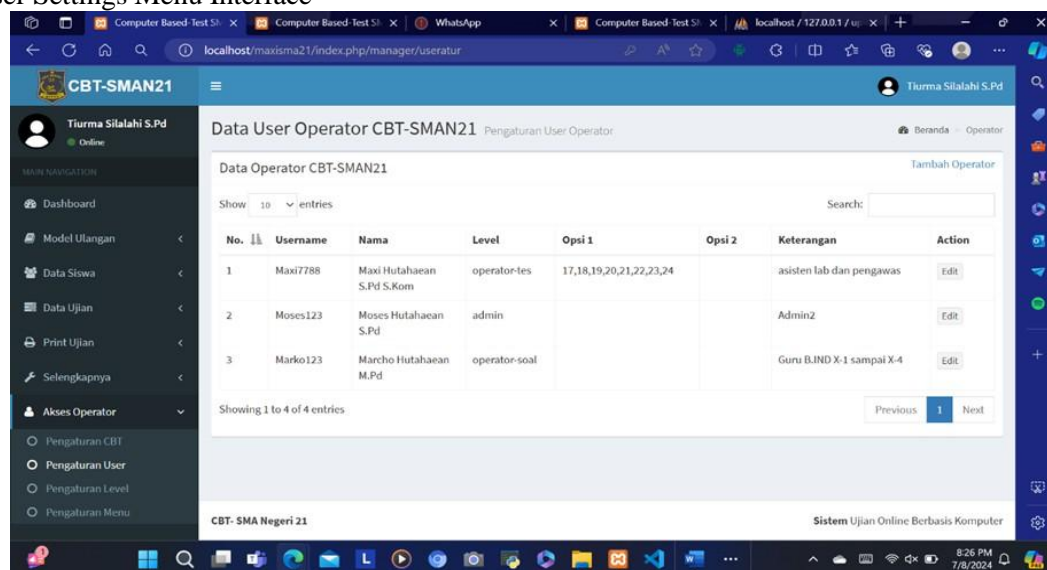 ser Settings Menu Interface
Computer Based-Test
Computer Based-Test
WhatsApp
Computer Based-Test
localhost / 127.0.0.1 /
localhost/maxisma21/index.php/manager/useratur
CBT-SMAN21
Tiurma Silalahi S.Pd
Tiurma Silalahi S.Pd
Online
MAIN NAVIGATION
Dashboard
Model Ulangan
Data Siswa
Data Ujian
Print Ujian
Selengkapnya
Akses Operator
Pengaturan CBT
Pengaturan User
Pengaturan Level
Pengaturan Menu
Data User Operator CBT-SMAN21 Pengaturan User Operator
Beranda Operator
Data Operator CBT-SMAN21
Tambah Operator
Show 10 entries
Search:
No. Username Nama Level Opsi 1 Opsi 2 Keterangan Action
1 Maxi7788 Maxi Hutahaean operator-tes 17,18,19,20,21,22,23,24 asisten lab dan pengawas Edit
S.Pd S.Kom
2 Moses123 Moses Hutahaean admin Admin2 Edit
S.Pd
3 Marko123 Marcho Hutahaean operator-soal Guru B.IND X-1 sampai X-4 Edit
M.Pd
Showing 1 to 4 of 4 entries
Previous 1 Next
CBT- SMA Negeri 21
Sistem Ujian Online Berbasis Komputer
8:26 PM
7/8/2024